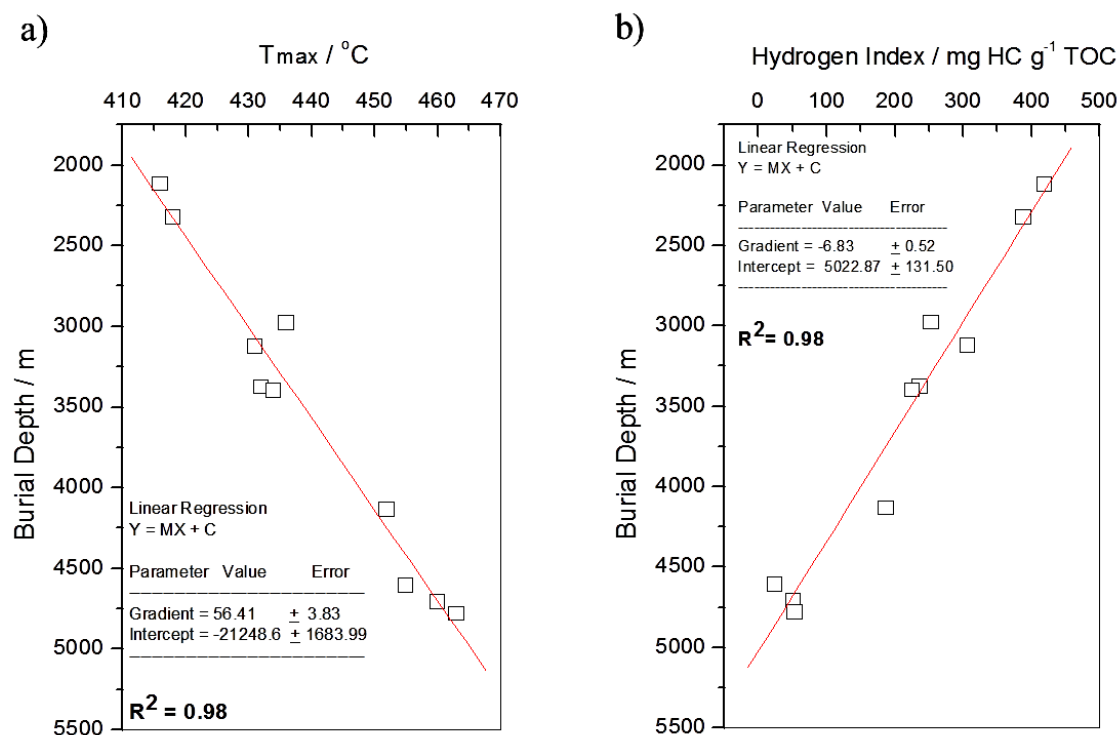 a)
Tmax / °C
410 420 430 440 450 460 470
2000
2500
3000
3500
4000
4500
5000
5500
Burial Depth / m
Linear Regression
Y = MX + C
Parameter Value Error
Gradient = 56.41 ± 3.83
Intercept = -21248.6 ± 1683.99
R² = 0.98
b)
Hydrogen Index / mg HC g⁻¹ TOC
0 100 200 300 400 500
2000
2500
3000
3500
4000
4500
5000
5500
Burial Depth / m
Linear Regression
Y = MX + C
Parameter Value Error
Gradient = -6.83 ± 0.52
Intercept = 5022.87 ± 131.50
R² = 0.98